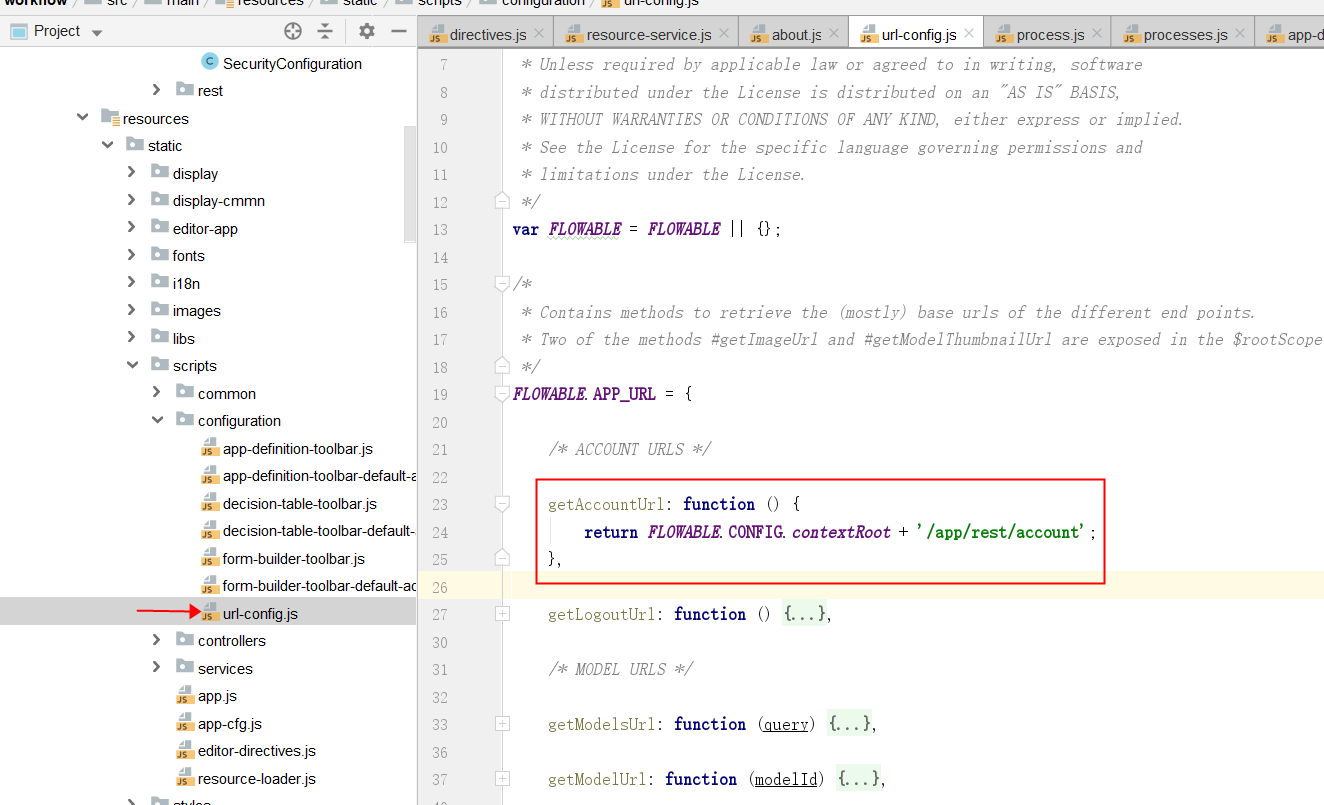 workflow src main resources static scripts configuration url-config.js
Project
directives.js resource-service.js about.js url-config.js process.js processes.js app-d
SecurityConfiguration
rest
resources
static
display
display-cmmn
editor-app
fonts
i18n
images
libs
scripts
common
configuration
app-definition-toolbar.js
app-definition-toolbar-default-a
decision-table-toolbar.js
decision-table-toolbar-default-
form-builder-toolbar.js
form-builder-toolbar-default-ac
url-config.js
controllers
services
app.js
app-cfg.js
editor-directives.js
resource-loader.js
styles
7 * Unless required by applicable law or agreed to in writing, software
8 * distributed under the License is distributed on an "AS IS" BASIS,
9 * WITHOUT WARRANTIES OR CONDITIONS OF ANY KIND, either express or implied.
10 * See the License for the specific language governing permissions and
11 * limitations under the License.
12 */
13 var FLOWABLE = FLOWABLE || {};
14
15 /*
16 * Contains methods to retrieve the (mostly) base urls of the different end points.
17 * Two of the methods #getImageUrl and #getModelThumbnailUrl are exposed in the $rootScope
18 */
19 FLOWABLE.APP_URL = {
20
21 /* ACCOUNT URLS */
22
23 getAccountUrl: function () {
24 return FLOWABLE.CONFIG.contextRoot + '/app/rest/account';
25 },
26
27 getLogoutUrl: function () {...},
30
31 /* MODEL URLS */
32
33 getModelsUrl: function (query) {...},
36
37 getModelUrl: function (modelId) {...},